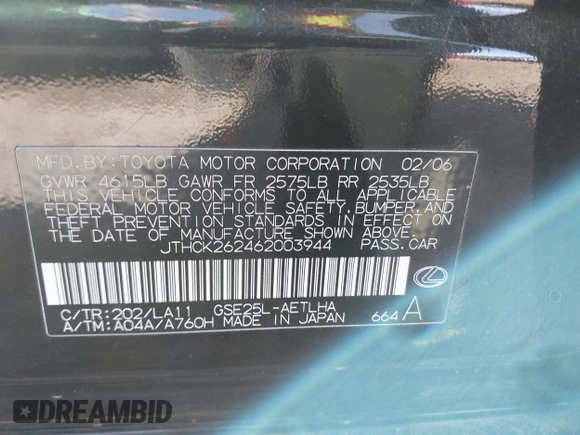 MFD.BY:TOYOTA MOTOR CORPORATION 02/06
GVWR 4615LB GAWR FR 2575LB RR 2535LB
THIS VEHICLE CONFORMS TO ALL APPLICABLE
FEDERAL MOTOR VEHICLE SAFETY,BUMPER,AND
THEFT PREVENTION STANDARDS IN EFFECT ON
THE DATE OF MANUFACTURE SHOWN ABOVE.
JTHCK262462003944 PASS.CAR
C/TR:202/LA11 GSE25L-AETLHA
A/TM:A04A/A760H MADE IN JAPAN 664 A
DREAMBID